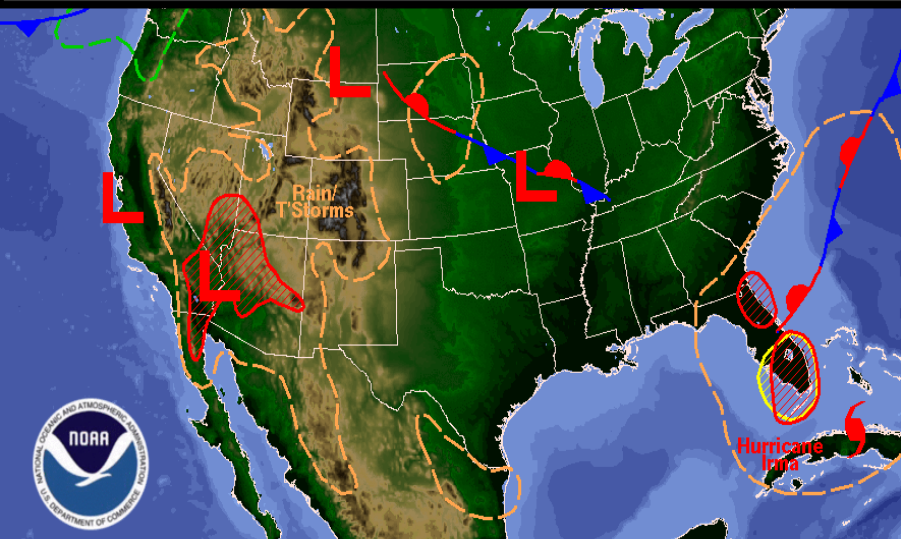 L
L
Rain/
T'Storms
L
L
Hurricane
Irma
NATIONAL OCEANIC AND ATMOSPHERIC ADMINISTRATION
NOAA
U.S. DEPARTMENT OF COMMERCE